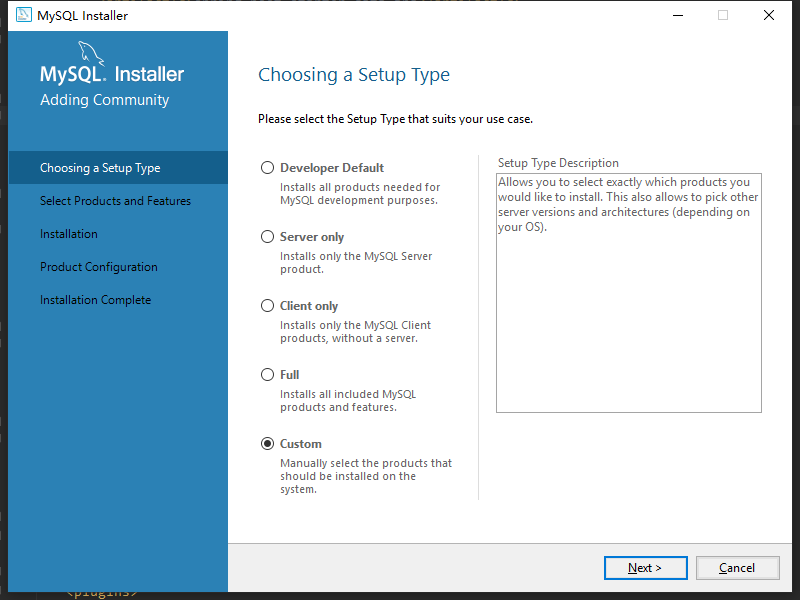 MySQL Installer
MySQL. Installer
Adding Community
Choosing a Setup Type
Select Products and Features
Installation
Product Configuration
Installation Complete
Choosing a Setup Type
Please select the Setup Type that suits your use case.
Developer Default
Installs all products needed for
MySQL development purposes.
Server only
Installs only the MySQL Server
product.
Client only
Installs only the MySQL Client
products, without a server.
Full
Installs all included MySQL
products and features.
Custom
Manually select the products that
should be installed on the
system.
Setup Type Description
Allows you to select exactly which products you
would like to install. This also allows to pick other
server versions and architectures (depending on
your OS).
Next >
Cancel
<plugins>